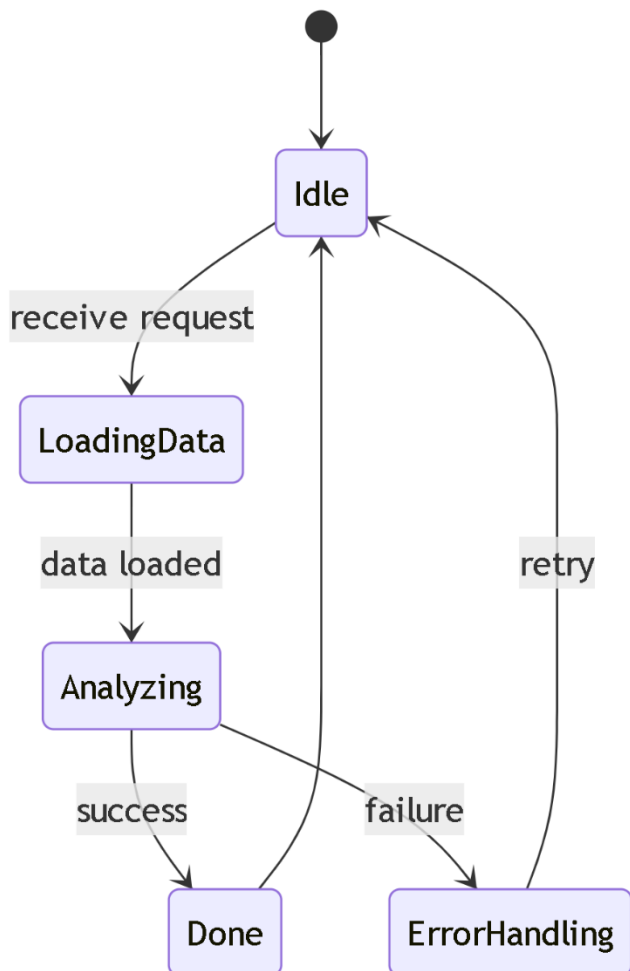 Idle
receive request
LoadingData
data loaded
retry
Analyzing
success
failure
Done
ErrorHandling